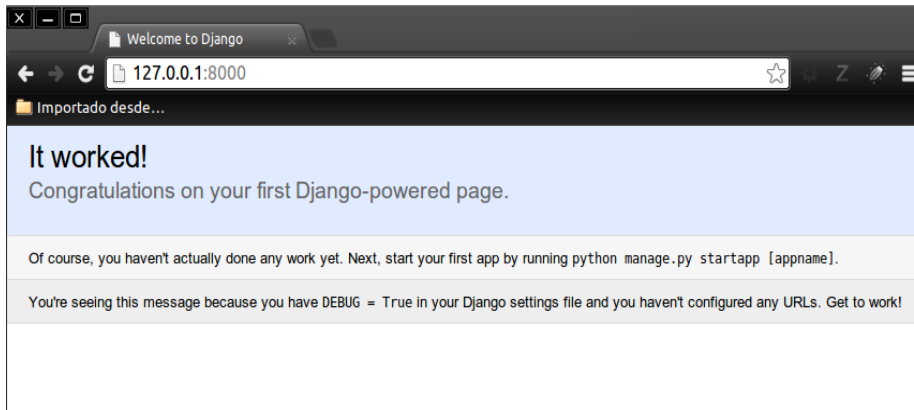 Welcome to Django
127.0.0.1:8000
Importado desde...
It worked!
Congratulations on your first Django-powered page.
Of course, you haven't actually done any work yet. Next, start your first app by running python manage.py startapp [appname].
You're seeing this message because you have DEBUG = True in your Django settings file and you haven't configured any URLs. Get to work!